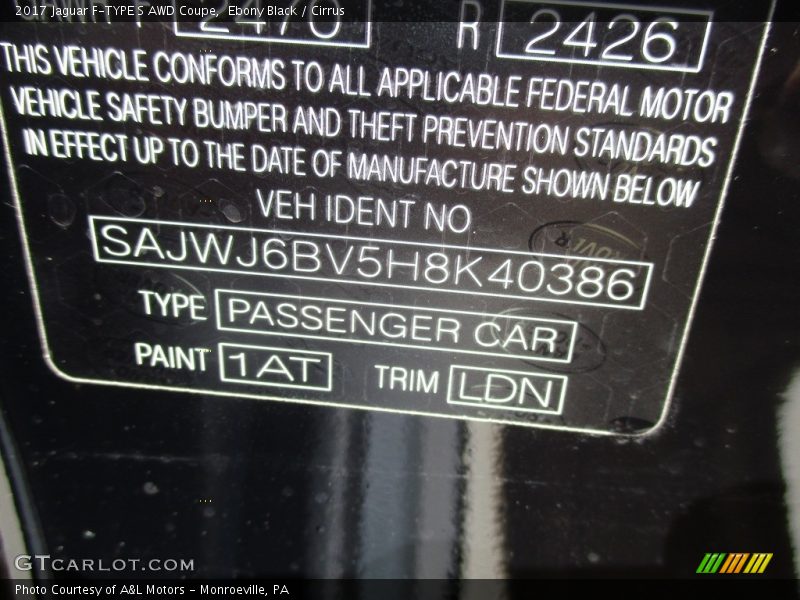 2017 Jaguar F-TYPE S AWD Coupe, Ebony Black / Cirrus
2470 R 2426
THIS VEHICLE CONFORMS TO ALL APPLICABLE FEDERAL MOTOR
VEHICLE SAFETY BUMPER AND THEFT PREVENTION STANDARDS
IN EFFECT UP TO THE DATE OF MANUFACTURE SHOWN BELOW
VEH IDENT NO
SAJWJ6BV5H8K40386
TYPE PASSENGER CAR
PAINT 1AT TRIM LDN
GTCARLOT.COM
Photo Courtesy of A&L Motors - Monroeville, PA